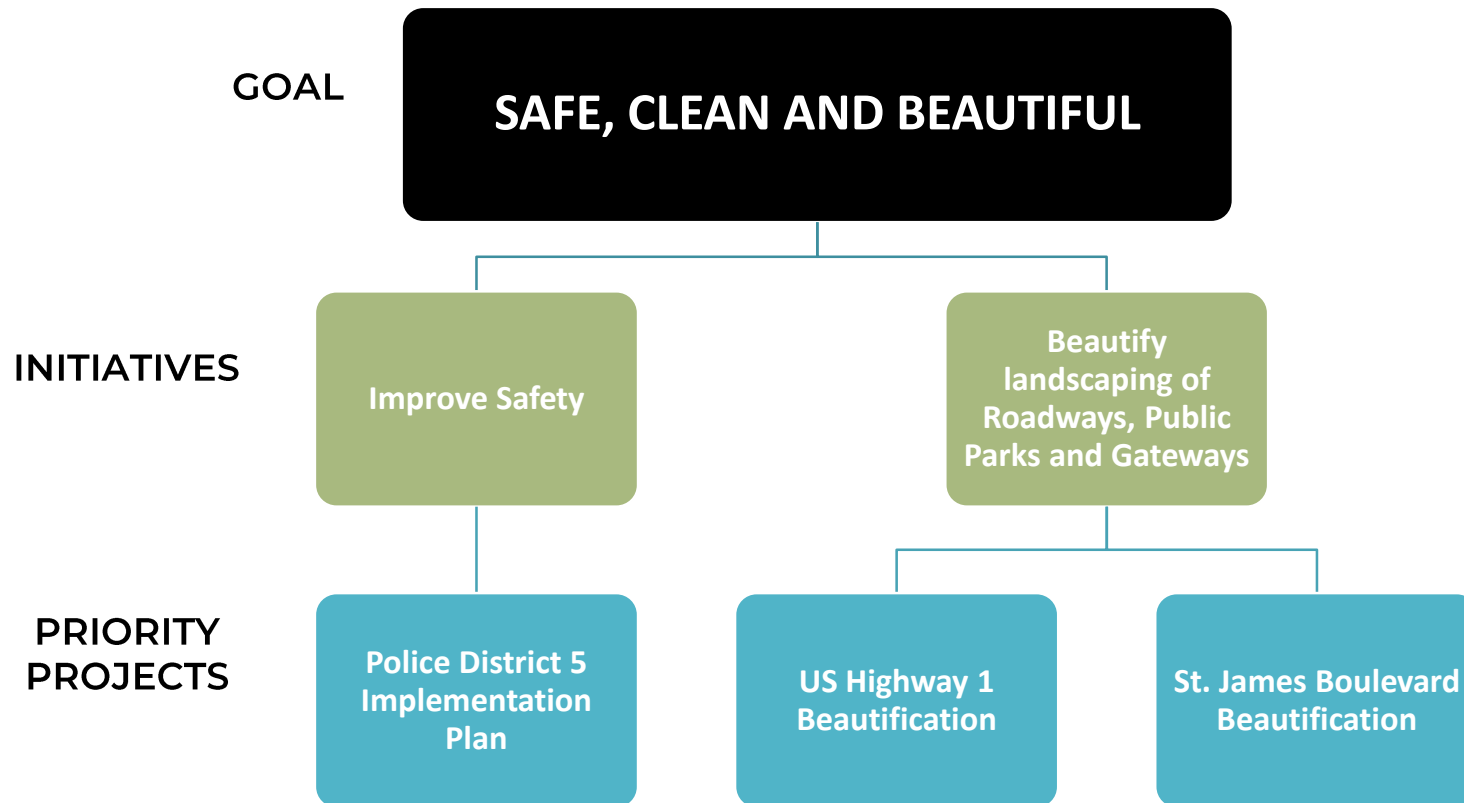 GOAL
SAFE, CLEAN AND BEAUTIFUL
INITIATIVES
Improve Safety
Beautify
landscaping of
Roadways, Public
Parks and Gateways
PRIORITY
PROJECTS
Police District 5
Implementation
Plan
US Highway 1
Beautification
St. James Boulevard
Beautification